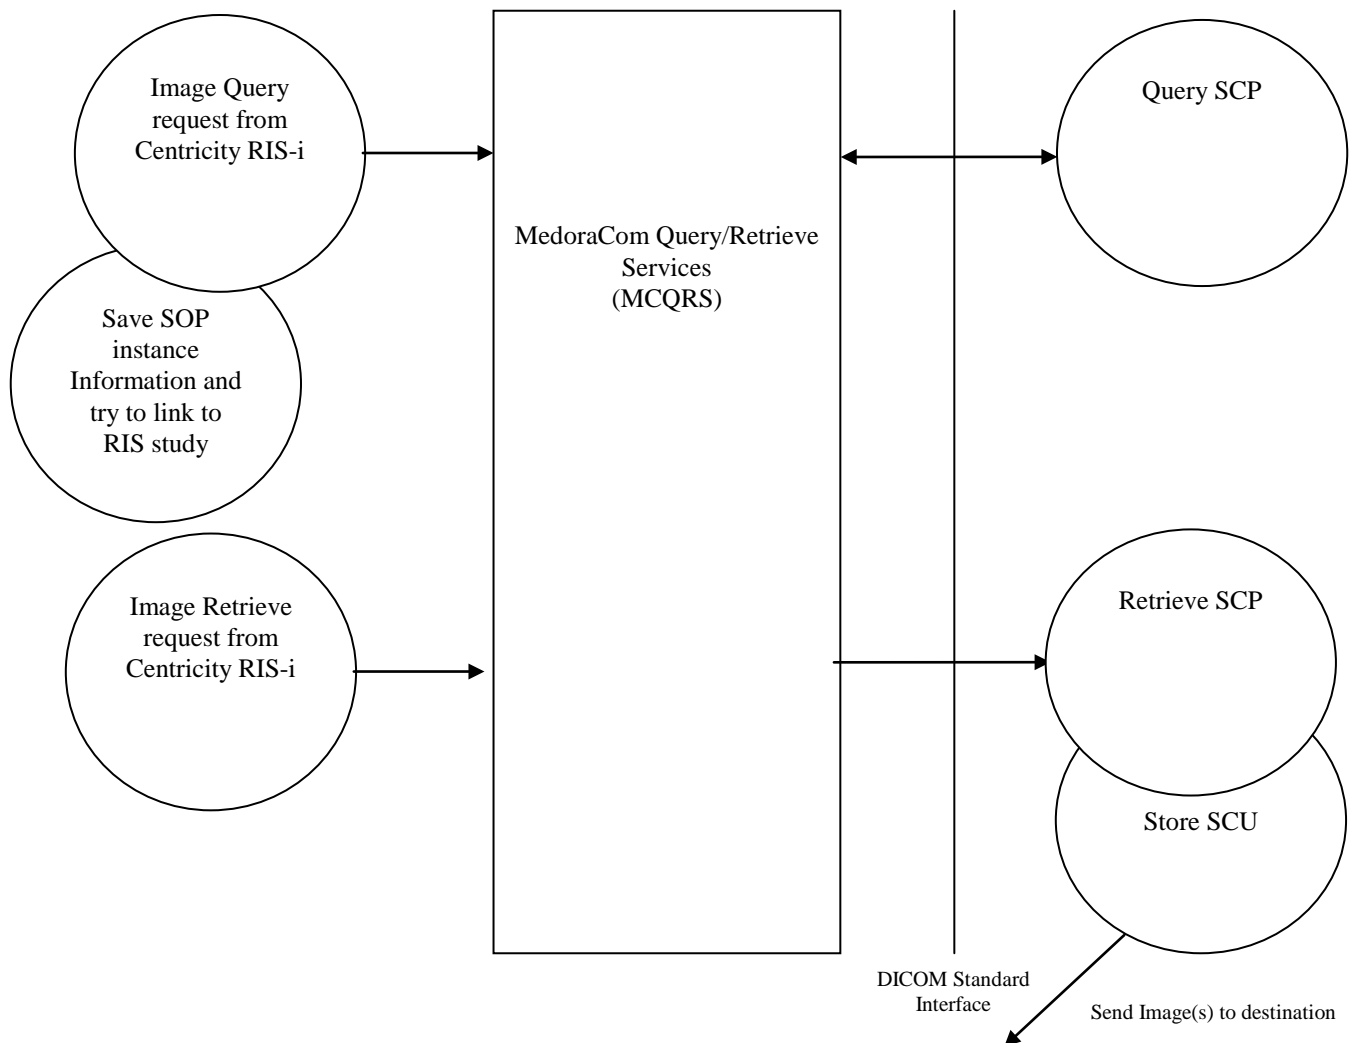 Image Query
request from
Centricity RIS-i
Save SOP
instance
Information and
try to link to
RIS study
Image Retrieve
request from
Centricity RIS-i
MedoraCom Query/Retrieve
Services
(MCQRS)
Query SCP
Retrieve SCP
Store SCU
DICOM Standard
Interface
Send Image(s) to destination